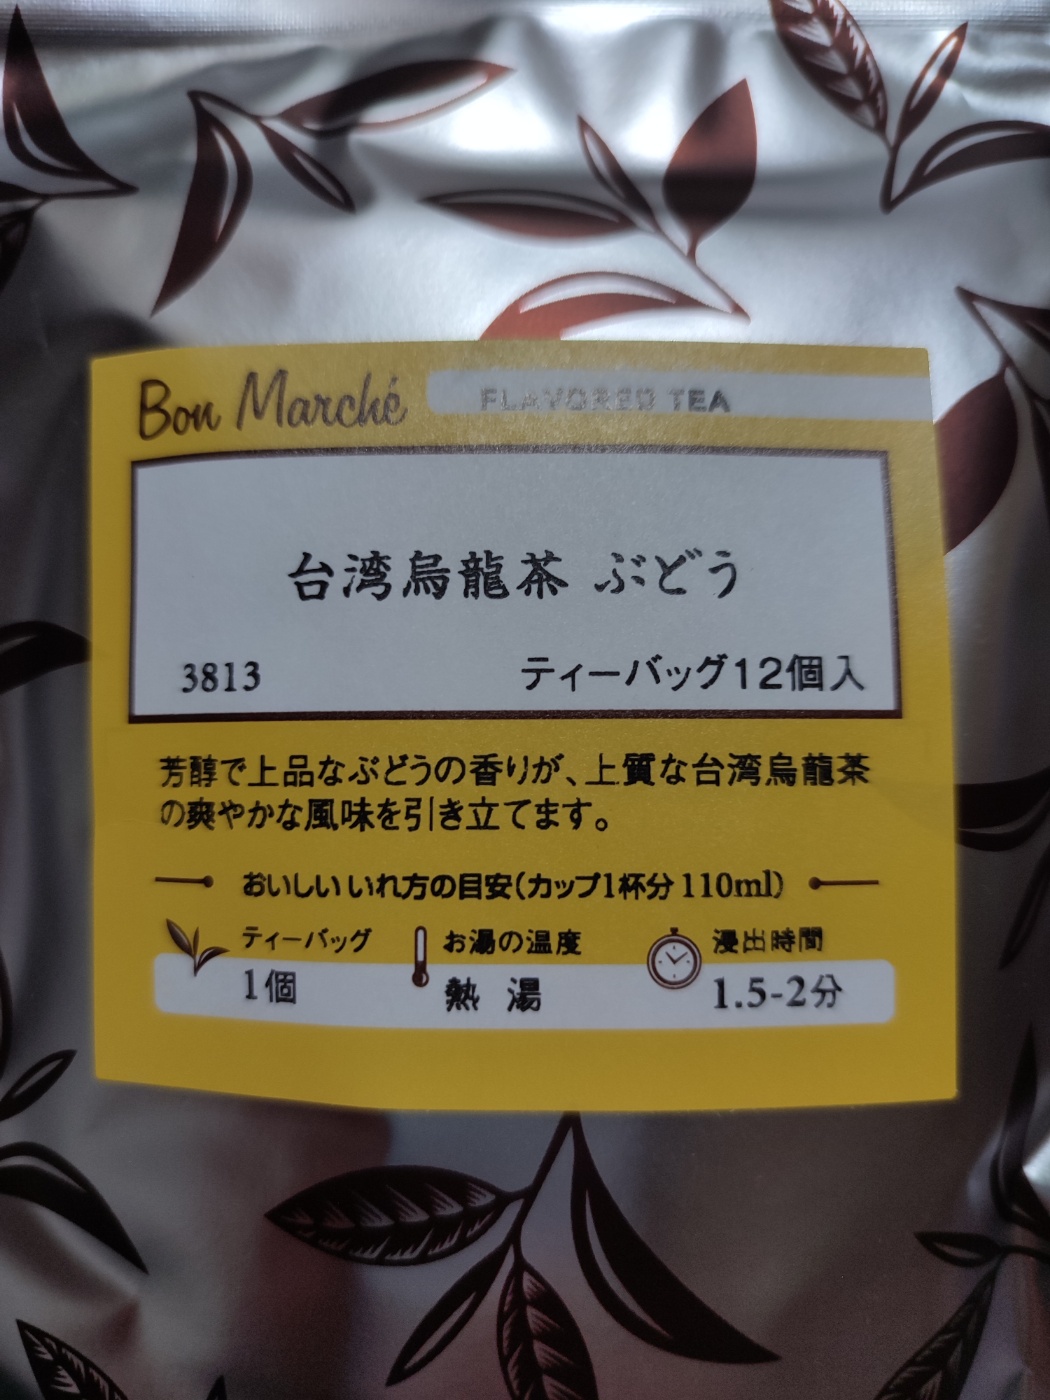 Bon Marché
FLAVORED TEA
台湾烏龍茶 ぶどう
3813
ティーバッグ12個入
芳醇で上品なぶどうの香りが、上質な台湾烏龍茶
の爽やかな風味を引き立てます。
おいしいいれ方の目安(カップ1杯分 110ml)
ティーバッグ お湯の温度 浸出時間
1個 熱 湯 1.5-2分